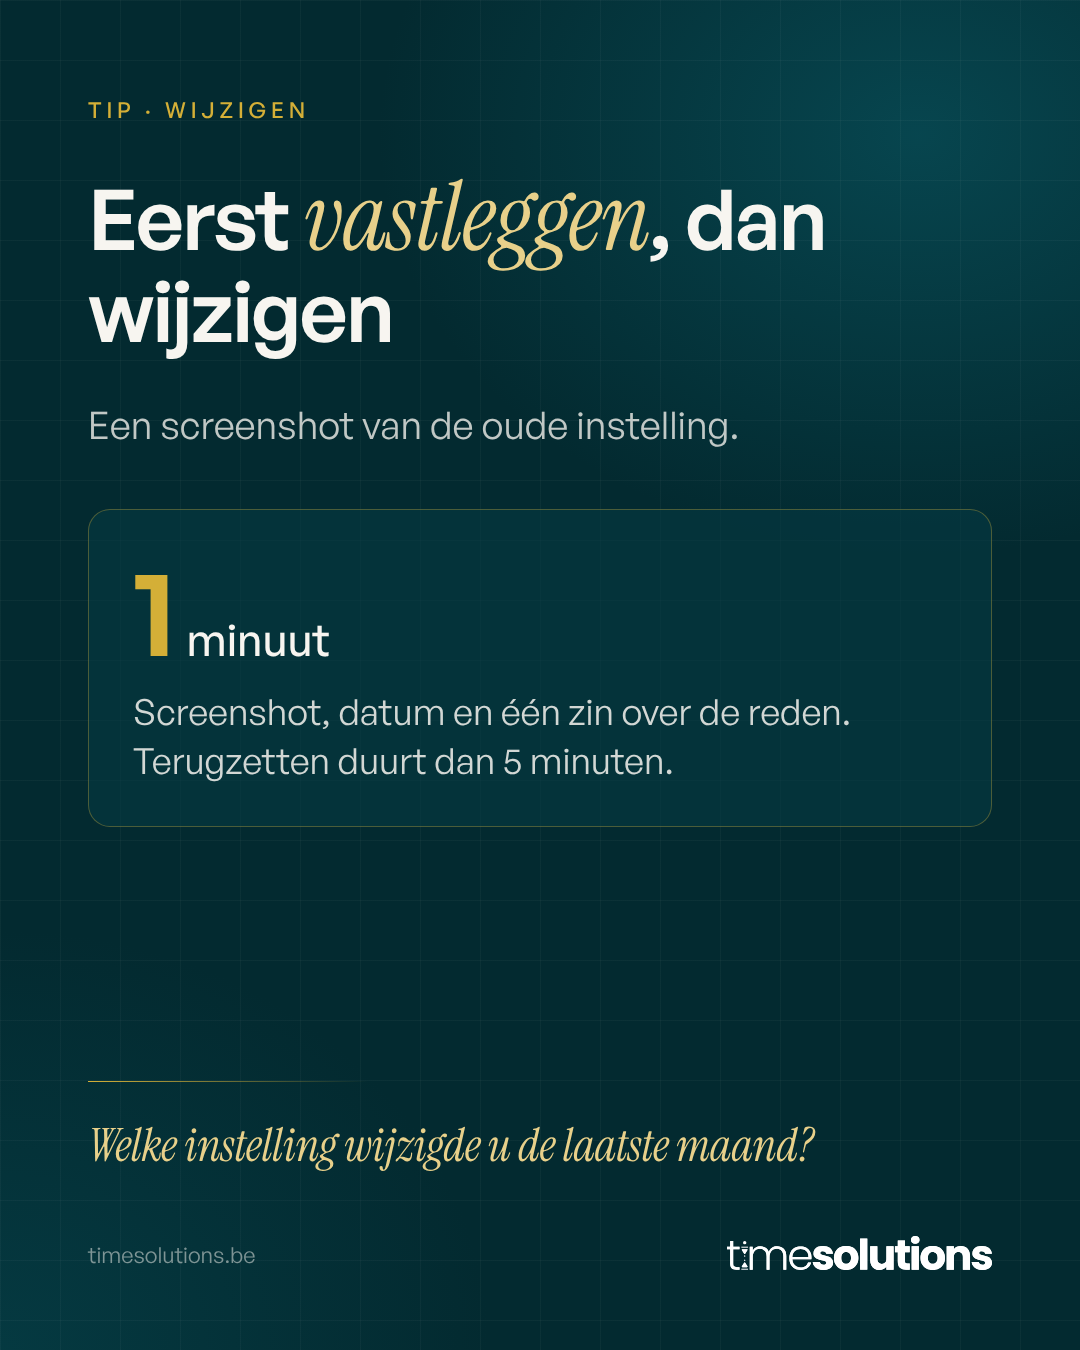 TIP · WIJZIGEN
Eerst vastleggen, dan
wijzigen
Een screenshot van de oude instelling.
1 minuut
Screenshot, datum en één zin over de reden.
Terugzetten duurt dan 5 minuten.
Welke instelling wijzigde u de laatste maand?
timesolutions.be
timesolutions